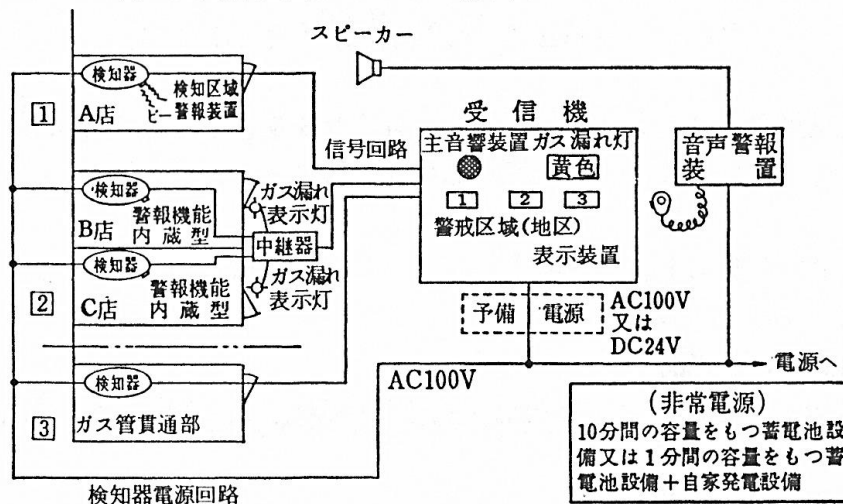 スピーカー
検知器
検知区域
警報装置
ピー
1
A店
受信機
信号回路
主音響装置 ガス漏れ灯
黄色
1 2 3
警戒区域(地区)
表示装置
音声警報
装置
検知器
警報機能
内蔵型
B店
ガス漏れ
表示灯
中継器
検知器
警報機能
内蔵型
2
C店
ガス漏れ
表示灯
予備電源
AC100V
又は
DC24V
検知器
3
ガス管貫通部
AC100V
電源へ
検知器電源回路
(非常電源)
10分間の容量をもつ蓄電池設
備又は1分間の容量をもつ蓄
電池設備+自家発電設備